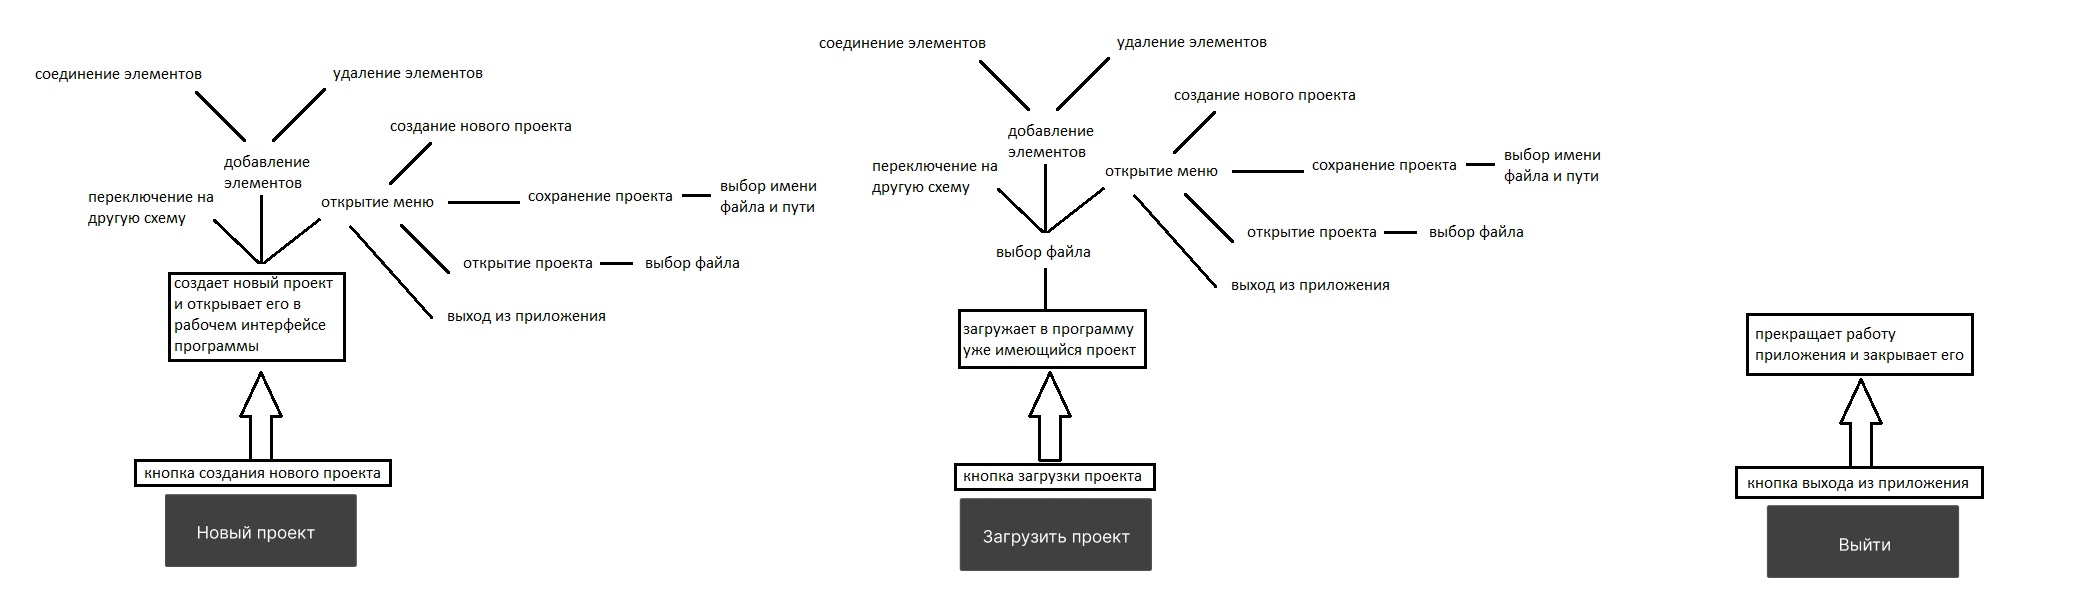 соединение элементов
удаление элементов
создание нового проекта
добавление
элементов
переключение на
другую схему
открытие меню
сохранение проекта
выбор имени
файла и пути
открытие проекта
выбор файла
выход из приложения
создает новый проект
и открывает его в
рабочем интерфейсе
программы
кнопка создания нового проекта
Новый проект
соединение элементов
удаление элементов
создание нового проекта
добавление
элементов
переключение на
другую схему
открытие меню
сохранение проекта
выбор имени
файла и пути
открытие проекта
выбор файла
выбор файла
выход из приложения
загружает в программу
уже имеющийся проект
кнопка загрузки проекта
Загрузить проект
прекращает работу
приложения и закрывает его
кнопка выхода из приложения
Выйти